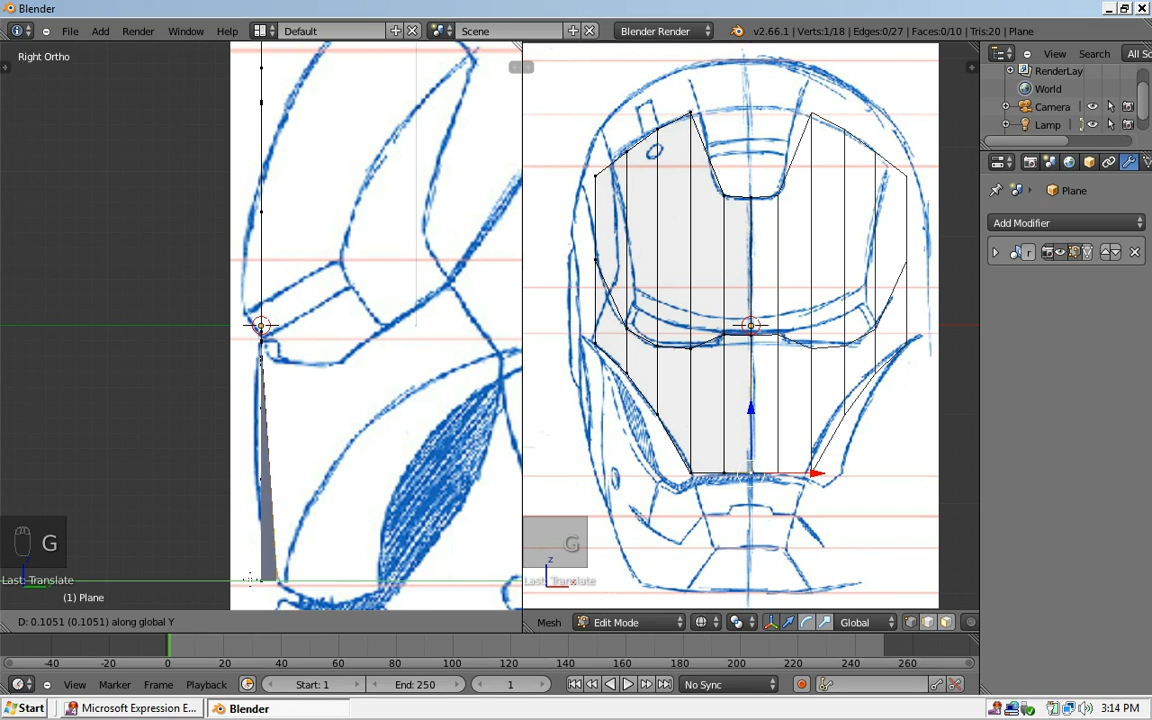 Blender
File Add Render Window Help Default Scene Blender Render v2.66.1 | Verts:1/18 | Edges:0/27 | Faces:0/10 | Tris:20 | Plane
View Search All Sc
Right Ortho
RenderLay
World
Camera
Lamp
Plane
Add Modifier
r
G
G
z
z
Last: Translate
Last: Translate
(1) Plane
D: 0.1051 (0.1051) along global Y
Mesh Edit Mode Global
-40 -20 0 20 40 60 80 100 120 140 160 180 200 220 240 260
View Marker Frame Playback Start: 1 End: 250 1 No Sync
Start Microsoft Expression E... Blender 3:14 PM